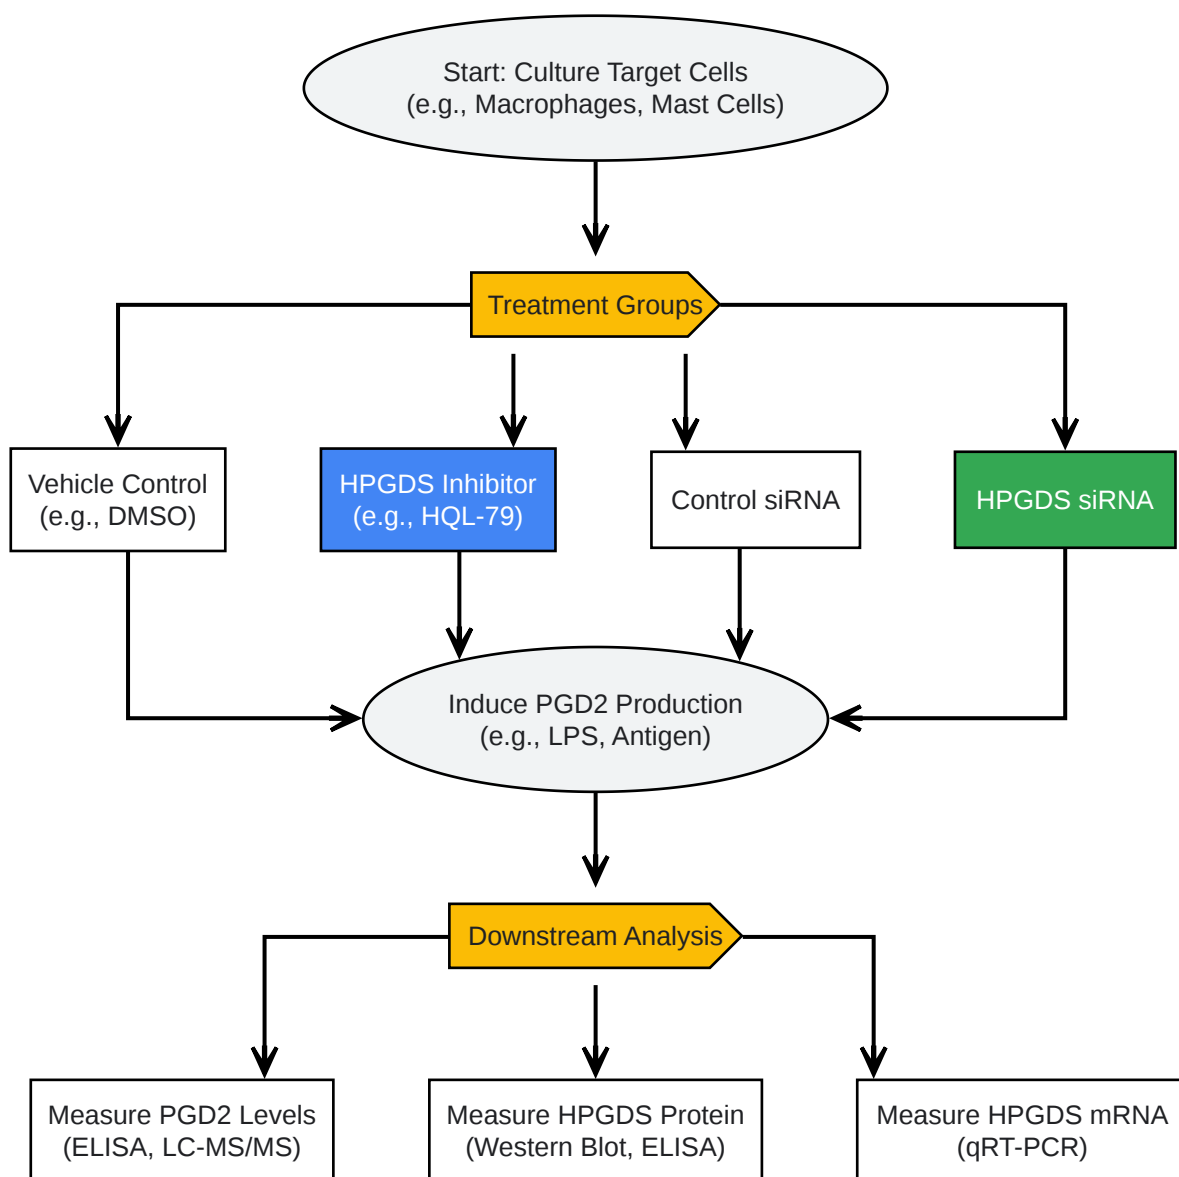 Start: Culture Target Cells
(e.g., Macrophages, Mast Cells)
Treatment Groups
Vehicle Control
(e.g., DMSO)
HPGDS Inhibitor
(e.g., HQL-79)
Control siRNA
HPGDS siRNA
Induce PGD2 Production
(e.g., LPS, Antigen)
Downstream Analysis
Measure PGD2 Levels
(ELISA, LC-MS/MS)
Measure HPGDS Protein
(Western Blot, ELISA)
Measure HPGDS mRNA
(qRT-PCR)